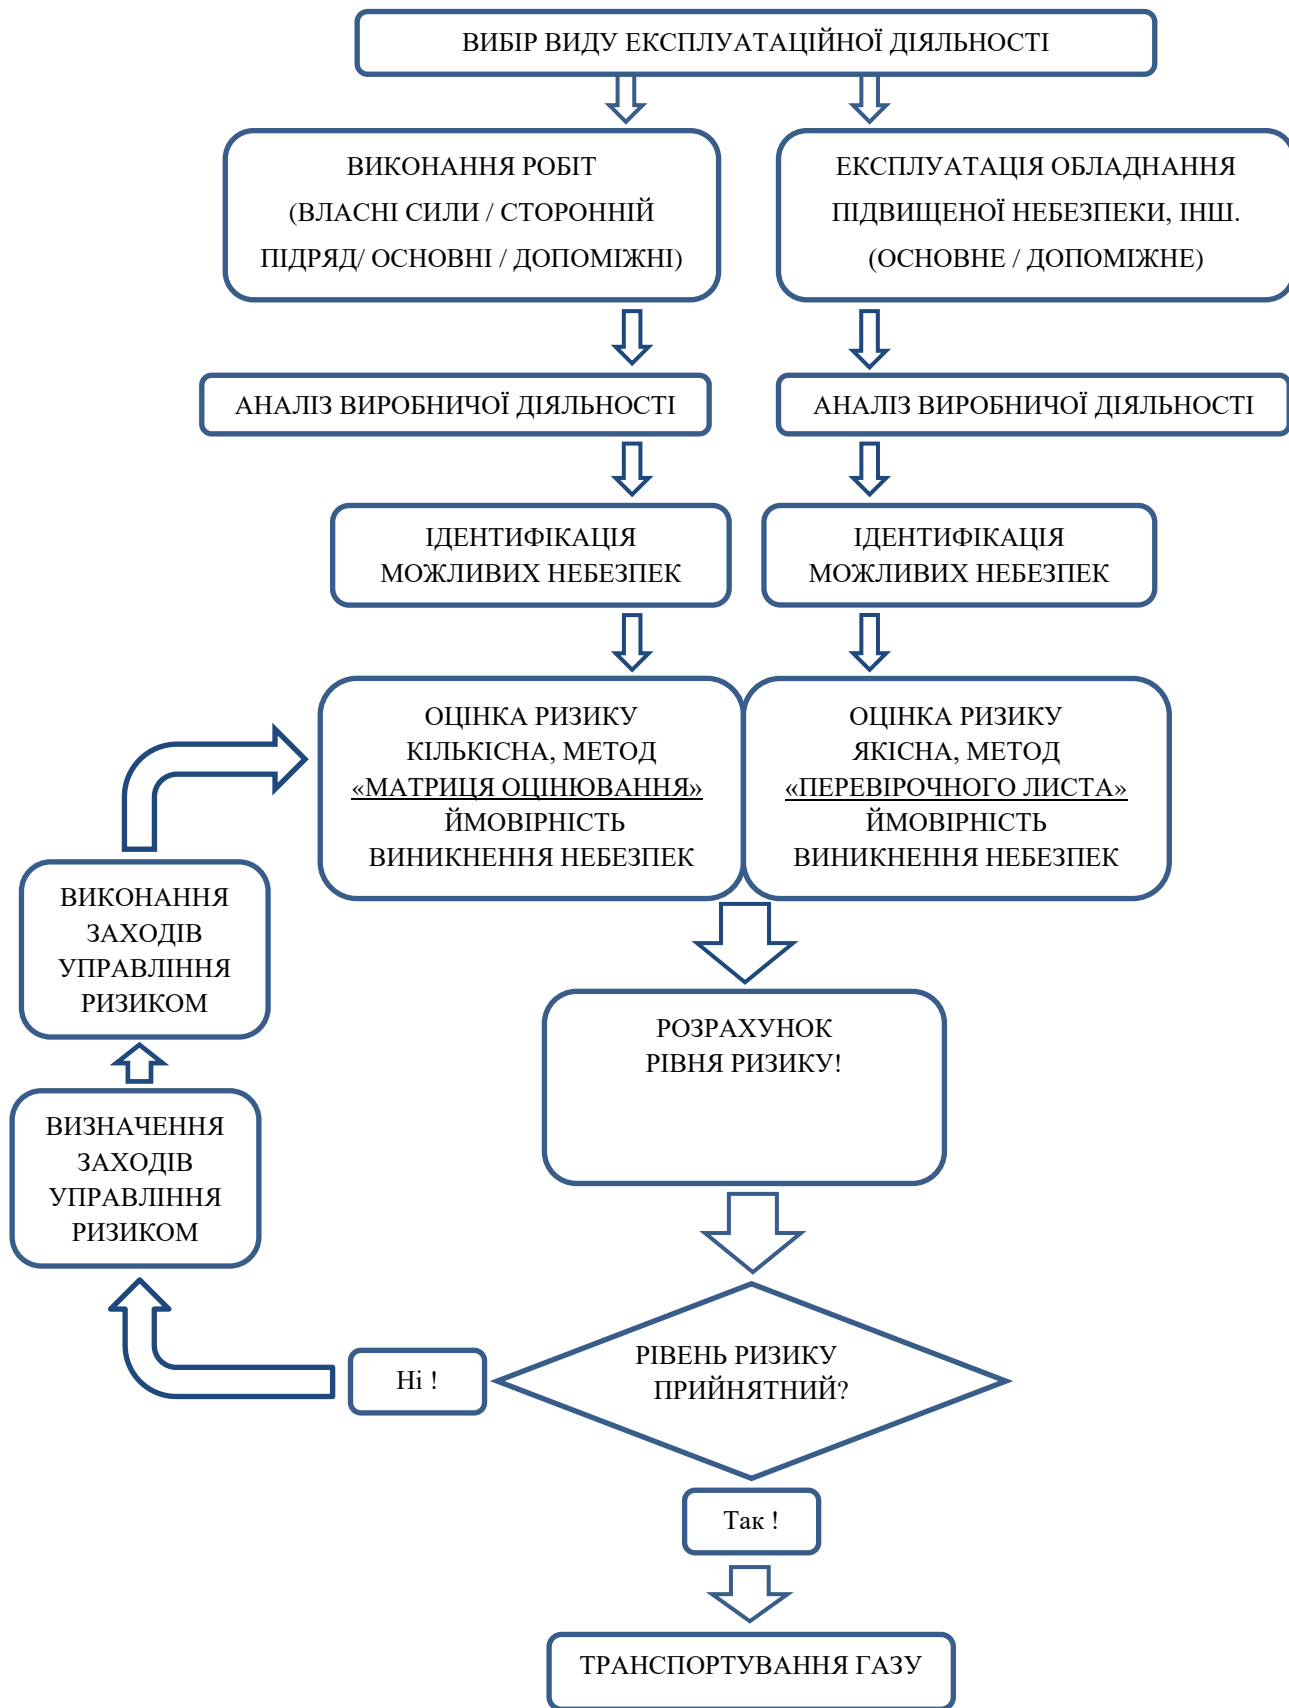 ВИБІР ВИДУ ЕКСПЛУАТАЦІЙНОЇ ДІЯЛЬНОСТІ
ВИКОНАННЯ РОБІТ
(ВЛАСНІ СИЛИ / СТОРОННІЙ
ПІДРЯД/ ОСНОВНІ / ДОПОМІЖНІ)
ЕКСПЛУАТАЦІЯ ОБЛАДНАННЯ
ПІДВИЩЕНОЇ НЕБЕЗПЕКИ, ІНШ.
(ОСНОВНЕ / ДОПОМІЖНЕ)
АНАЛІЗ ВИРОБНИЧОЇ ДІЯЛЬНОСТІ
АНАЛІЗ ВИРОБНИЧОЇ ДІЯЛЬНОСТІ
ІДЕНТИФІКАЦІЯ
МОЖЛИВИХ НЕБЕЗПЕК
ІДЕНТИФІКАЦІЯ
МОЖЛИВИХ НЕБЕЗПЕК
ОЦІНКА РИЗИКУ
КІЛЬКІСНА, МЕТОД
«МАТРИЦЯ ОЦІНЮВАННЯ»
ЙМОВІРНІСТЬ
ВИНИКНЕННЯ НЕБЕЗПЕК
ОЦІНКА РИЗИКУ
ЯКІСНА, МЕТОД
«ПЕРЕВІРОЧНОГО ЛИСТА»
ЙМОВІРНІСТЬ
ВИНИКНЕННЯ НЕБЕЗПЕК
ВИКОНАННЯ
ЗАХОДІВ
УПРАВЛІННЯ
РИЗИКОМ
РОЗРАХУНОК
РІВНЯ РИЗИКУ!
ВИЗНАЧЕННЯ
ЗАХОДІВ
УПРАВЛІННЯ
РИЗИКОМ
РІВЕНЬ РИЗИКУ
ПРИЙНЯТНИЙ?
Ні !
Так !
ТРАНСПОРТУВАННЯ ГАЗУ